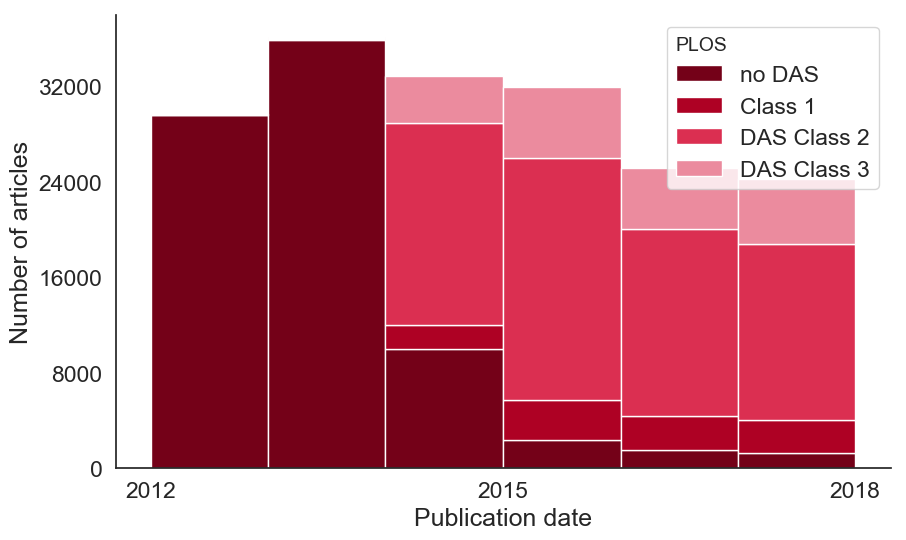 PLOS
no DAS
Class 1
DAS Class 2
DAS Class 3
Number of articles
32000
24000
16000
8000
0
2012
2015
2018
Publication date